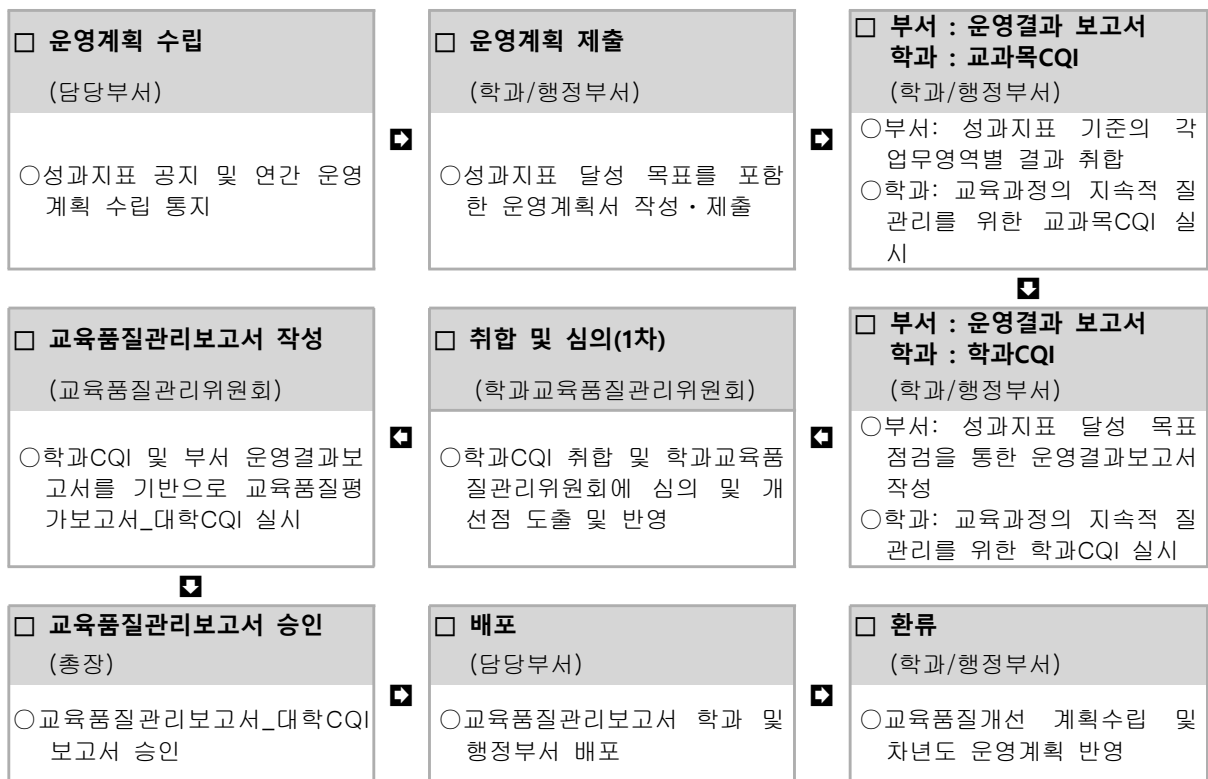 □ 운영계획 수립
(담당부서)
○성과지표 공지 및 연간 운영
계획 수립 통지
□ 운영계획 제출
(학과/행정부서)
○성과지표 달성 목표를 포함
한 운영계획서 작성・제출
□ 부서 : 운영결과 보고서
학과 : 교과목CQI
(학과/행정부서)
○부서: 성과지표 기준의 각
업무영역별 결과 취합
○학과: 교육과정의 지속적 질
관리를 위한 교과목CQI 실
시
□ 부서 : 운영결과 보고서
학과 : 학과CQI
(학과/행정부서)
○부서: 성과지표 달성 목표
점검을 통한 운영결과보고서
작성
○학과: 교육과정의 지속적 질
관리를 위한 학과CQI 실시
□ 취합 및 심의(1차)
(학과교육품질관리위원회)
○학과CQI 취합 및 학과교육품
질관리위원회에 심의 및 개
선점 도출 및 반영
□ 교육품질관리보고서 작성
(교육품질관리위원회)
○학과CQI 및 부서 운영결과보
고서를 기반으로 교육품질평
가보고서_대학CQI 실시
□ 교육품질관리보고서 승인
(총장)
○교육품질관리보고서_대학CQI
보고서 승인
□ 배포
(담당부서)
○교육품질관리보고서 학과 및
행정부서 배포
□ 환류
(학과/행정부서)
○교육품질개선 계획수립 및
차년도 운영계획 반영